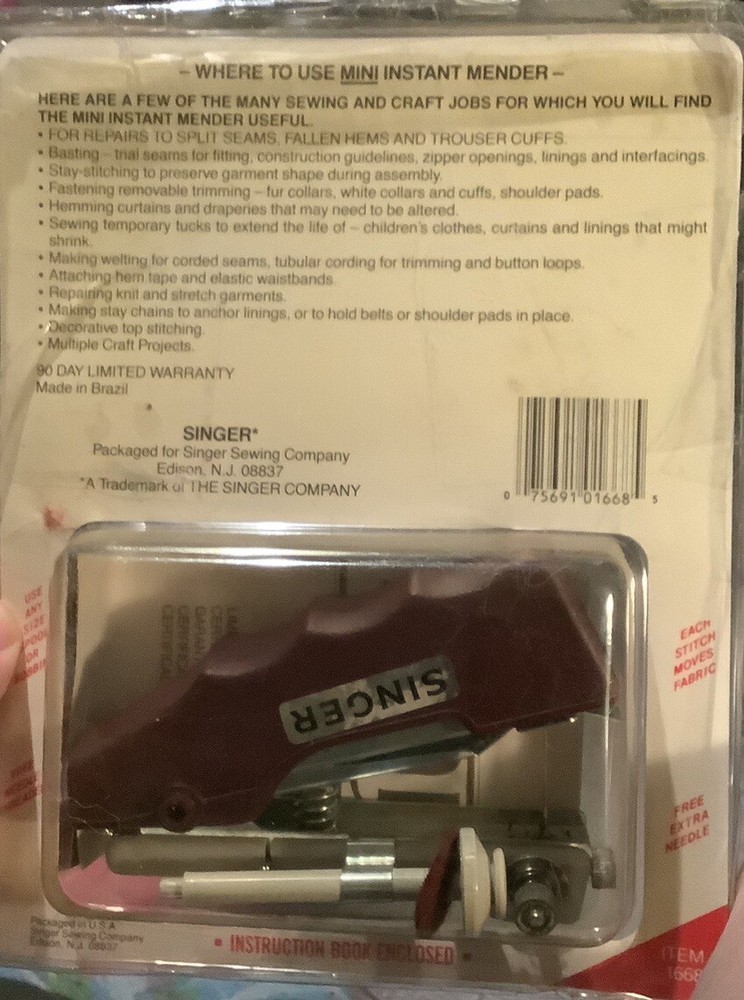 – WHERE TO USE MINI INSTANT MENDER –
HERE ARE A FEW OF THE MANY SEWING AND CRAFT JOBS FOR WHICH YOU WILL FIND
THE MINI INSTANT MENDER USEFUL.
• FOR REPAIRS TO SPLIT SEAMS, FALLEN HEMS AND TROUSER CUFFS.
• Basting – trial seams for fitting, construction guidelines, zipper openings, linings and interfacings.
• Stay-stitching to preserve garment shape during assembly.
• Fastening removable trimming – fur collars, white collars and cuffs, shoulder pads.
• Hemming curtains and draperies that may need to be altered.
• Sewing temporary tucks to extend the life of – children's clothes, curtains and linings that might
shrink.
• Making welting for corded seams, tubular cording for trimming and button loops.
• Attaching hem tape and elastic waistbands.
• Repairing knit and stretch garments.
• Making stay chains to anchor linings, or to hold belts or shoulder pads in place.
• Decorative top stitching.
• Multiple Craft Projects.
90 DAY LIMITED WARRANTY
Made in Brazil
SINGER*
Packaged for Singer Sewing Company
Edison, N.J. 08837
*A Trademark of THE SINGER COMPANY
0 75691 01668 5
USE
ANY
SIZE
SPOOL
OR
BOBBIN
EACH
STITCH
MOVES
FABRIC
SINGER
FREE
EXTRA
NEEDLE
Packaged in U.S.A.
Singer Sewing Company
Edison, N.J. 08837
• INSTRUCTION BOOK ENCLOSED •
ITEM
1668